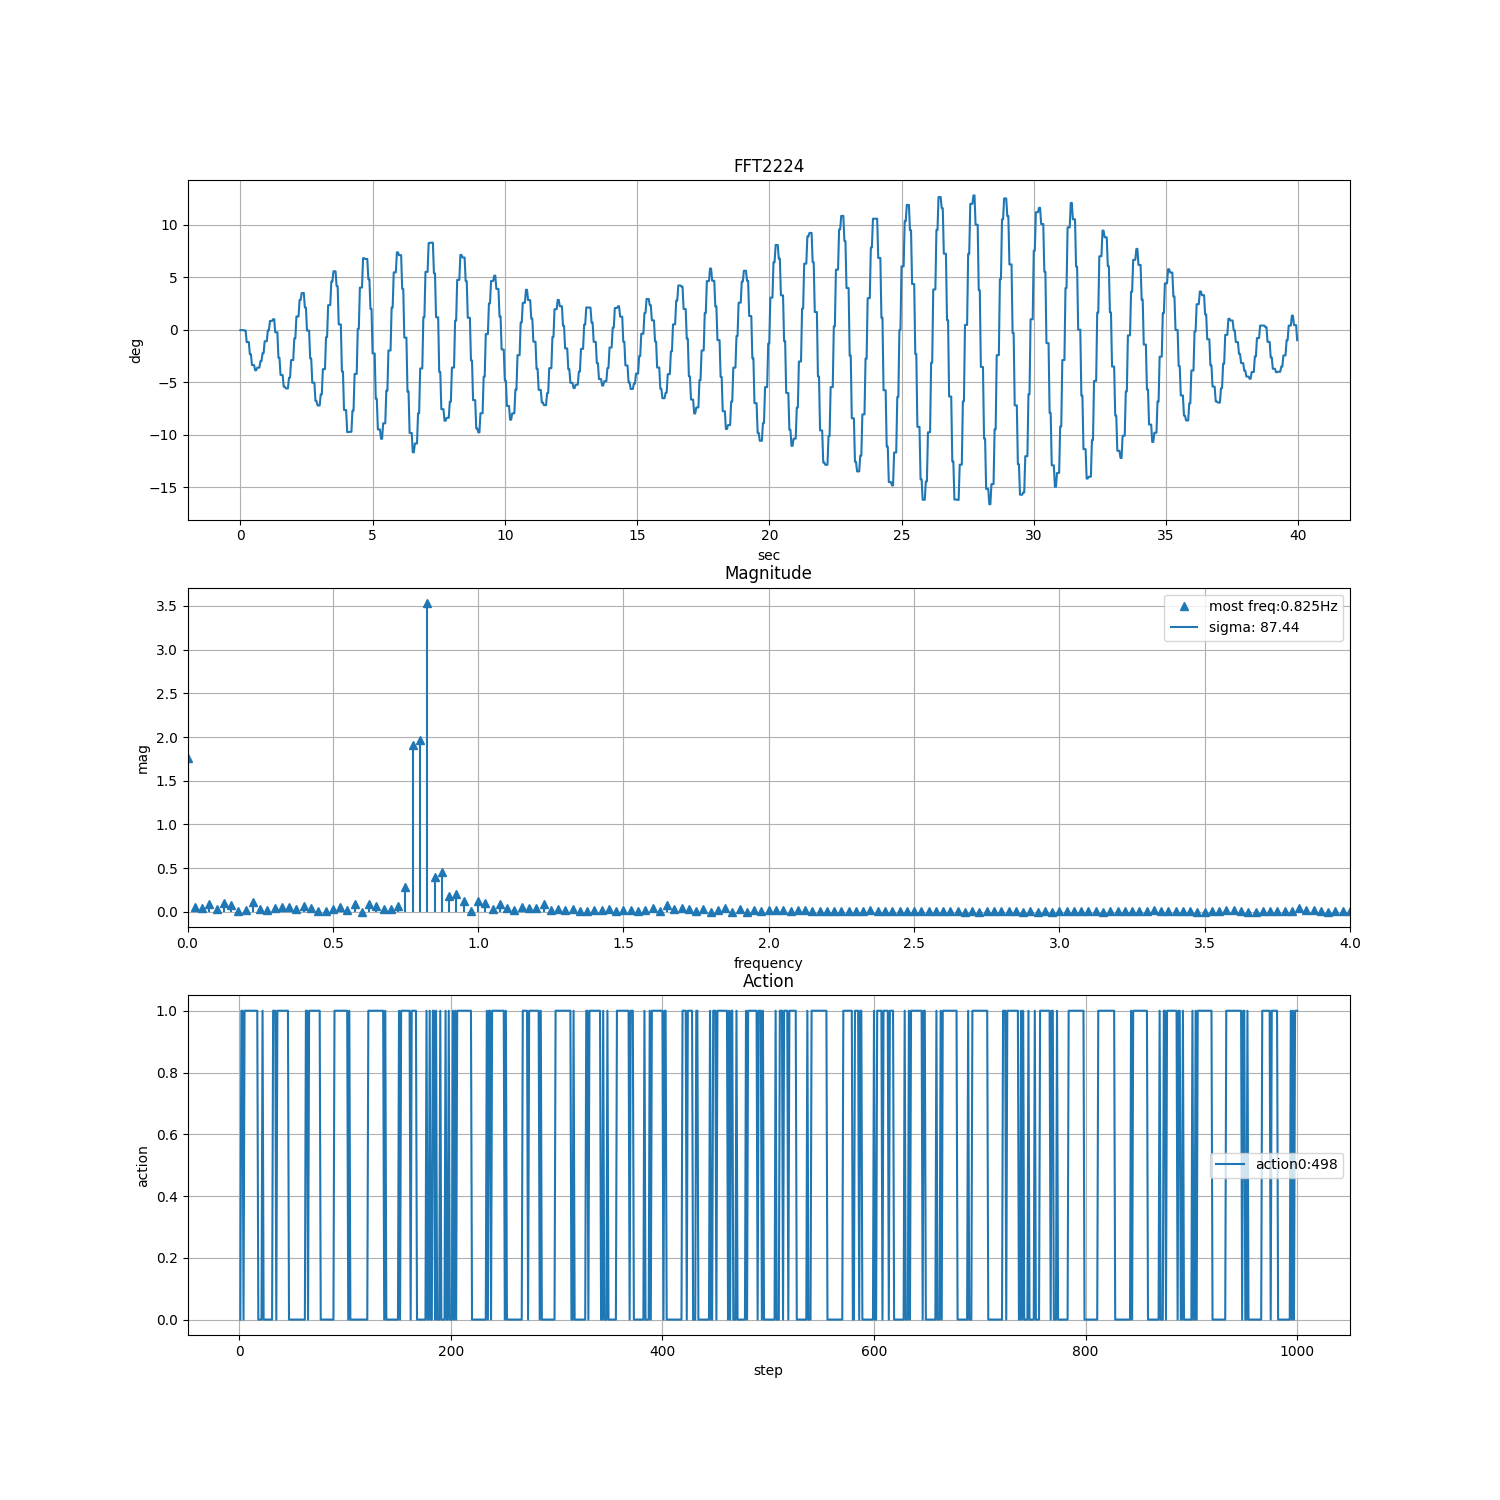 FFT2224
10
5
0
−5
−10
−15
deg
0 5 10 15 20 25 30 35 40
sec
Magnitude
most freq:0.825Hz
sigma: 87.44
3.5
3.0
2.5
2.0
1.5
1.0
0.5
0.0
mag
0.0 0.5 1.0 1.5 2.0 2.5 3.0 3.5 4.0
frequency
Action
1.0
0.8
0.6
0.4
0.2
0.0
action
action0:498
0 200 400 600 800 1000
step